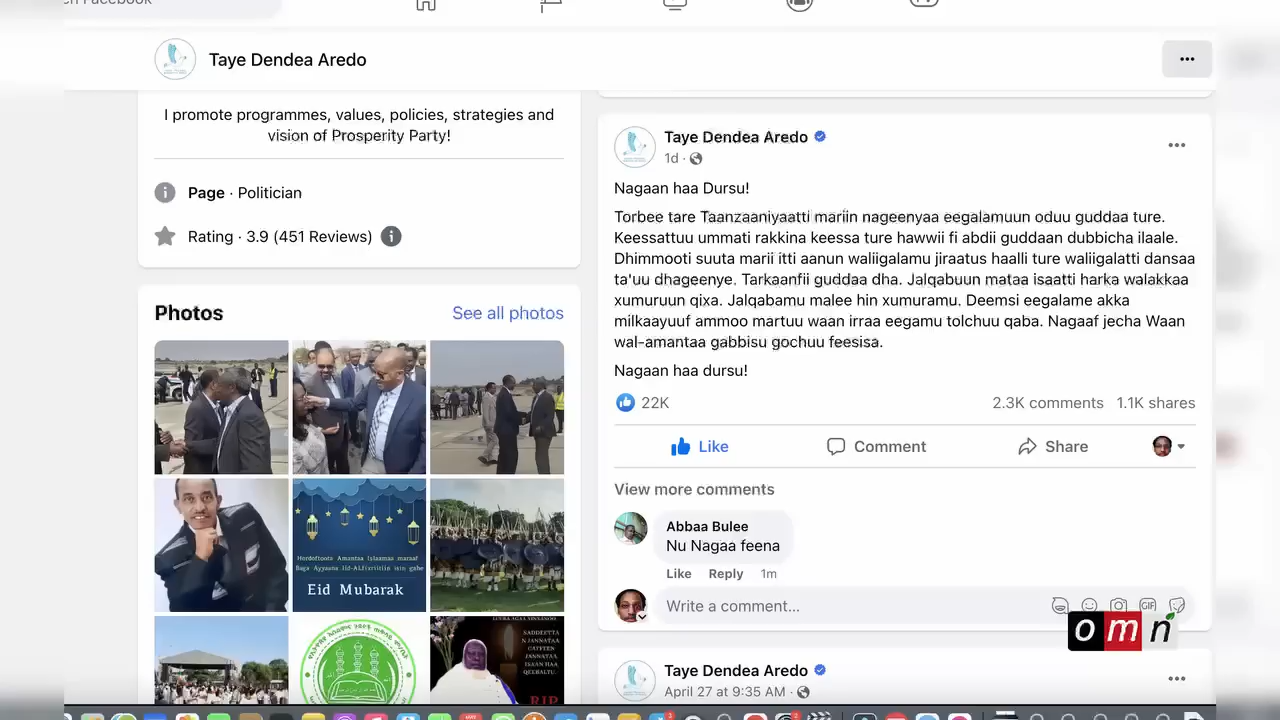 Taye Dendea Aredo
I promote programmes, values, policies, strategies and
vision of Prosperity Party!
Page · Politician
Rating · 3.9 (451 Reviews)
Photos
See all photos
Eid Mubarak
SADDEETTA
RIP
Taye Dendea Aredo
1d ·
Nagaan haa Dursu!
Torbee tare Taanzaaniyaatti mariin nageenyaa eegalamuun oduu guddaa ture.
Keessattuu ummati rakkina keessa ture hawwii fi abdii guddaan dubbicha ilaale.
Dhimmooti suuta marii itti aanun waliigalamu jiraatus haalli ture waliigalatti dansaa
ta'uu dhageenye. Tarkaanfii guddaa dha. Jalqabuun mataa isaatti harka walakkaa
xumuruun qixa. Jalqabamu malee hin xumuramu. Deemsi eegalame akka
milkaayuuf ammoo martuu waan irraa eegamu tolchuu qaba. Nagaaf jecha Waan
wal-amantaa gabbisu gochuu feesisa.
Nagaan haa dursu!
22K
2.3K comments 1.1K shares
Like Comment Share
View more comments
Abbaa Bulee
Nu Nagaa feena
Like Reply 1m
Write a comment...
GIF
omn
Taye Dendea Aredo
April 27 at 9:35 AM ·